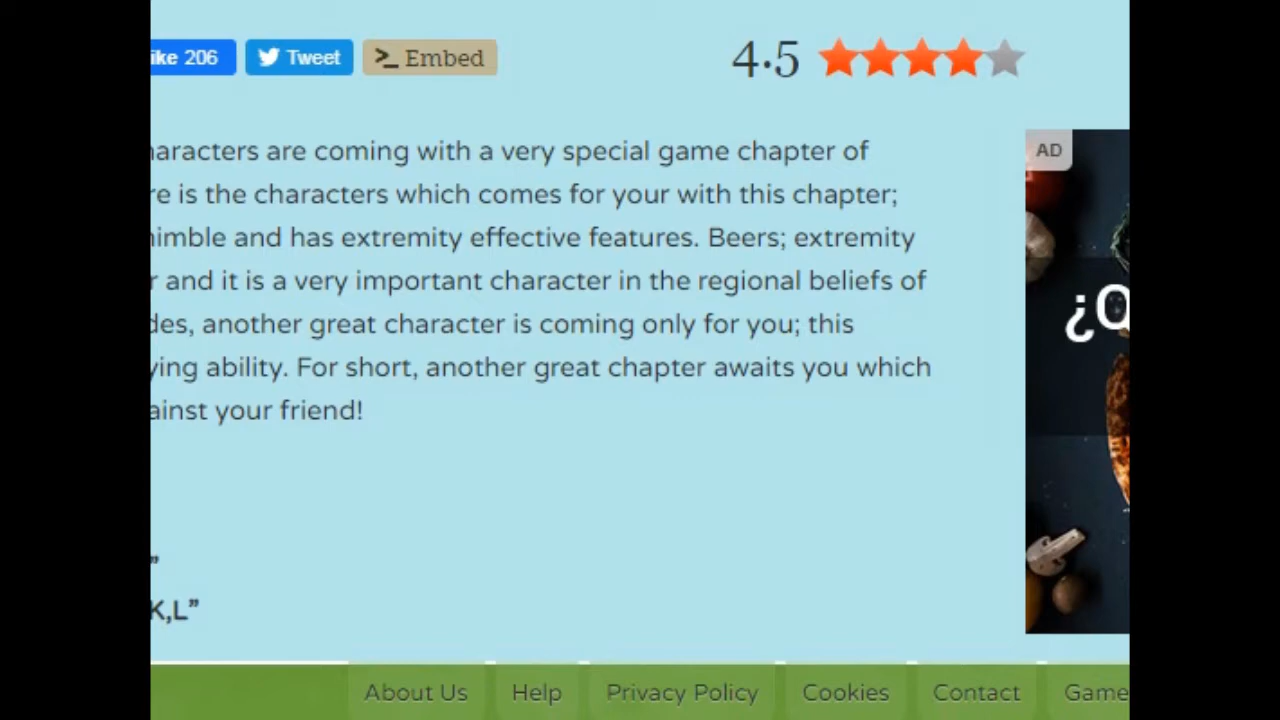 ike 206 Tweet >_ Embed 4.5
haracters are coming with a very special game chapter of
AD
re is the characters which comes for your with this chapter;
nimble and has extremity effective features. Beers; extremity
r and it is a very important character in the regional beliefs of
des, another great character is coming only for you; this
ying ability. For short, another great chapter awaits you which
ainst your friend!
”
K,L”
About Us Help Privacy Policy Cookies Contact Game